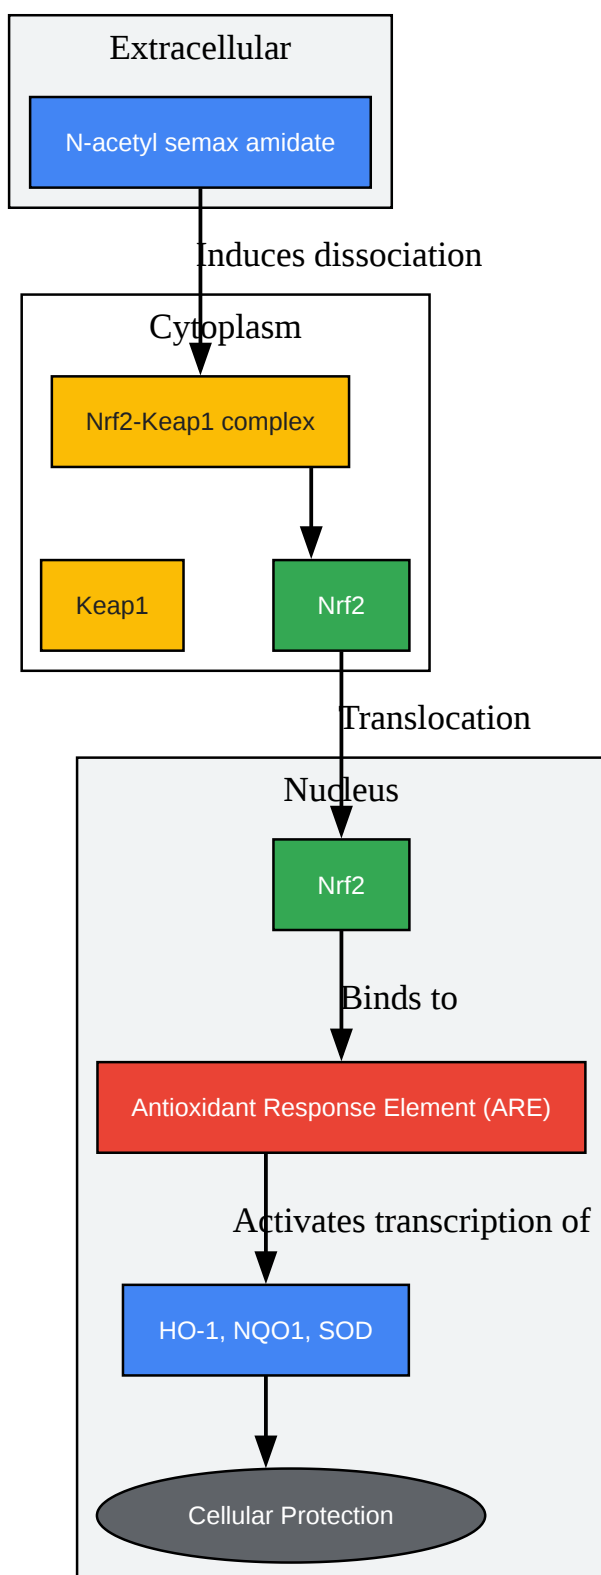 Extracellular
N-acetyl semax amidate
Induces dissociation
Cytoplasm
Nrf2-Keap1 complex
Keap1
Nrf2
Translocation
Nucleus
Nrf2
Binds to
Antioxidant Response Element (ARE)
Activates transcription of
HO-1, NQO1, SOD
Cellular Protection